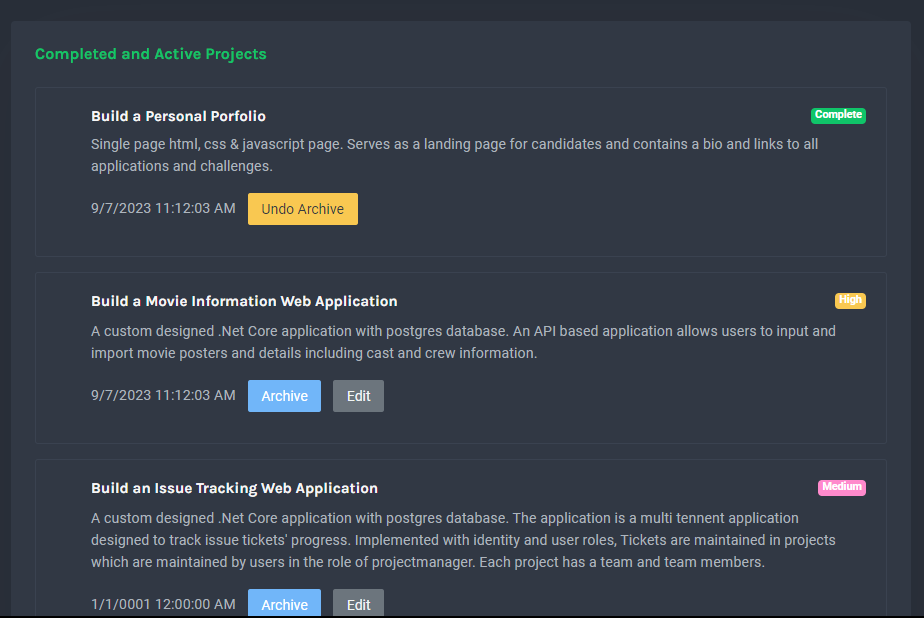 Completed and Active Projects
Build a Personal Porfolio
Complete
Single page html, css & javascript page. Serves as a landing page for candidates and contains a bio and links to all
applications and challenges.
9/7/2023 11:12:03 AM Undo Archive
Build a Movie Information Web Application
High
A custom designed .Net Core application with postgres database. An API based application allows users to input and
import movie posters and details including cast and crew information.
9/7/2023 11:12:03 AM Archive Edit
Build an Issue Tracking Web Application
Medium
A custom designed .Net Core application with postgres database. The application is a multi tennent application
designed to track issue tickets' progress. Implemented with identity and user roles, Tickets are maintained in projects
which are maintained by users in the role of projectmanager. Each project has a team and team members.
1/1/0001 12:00:00 AM Archive Edit